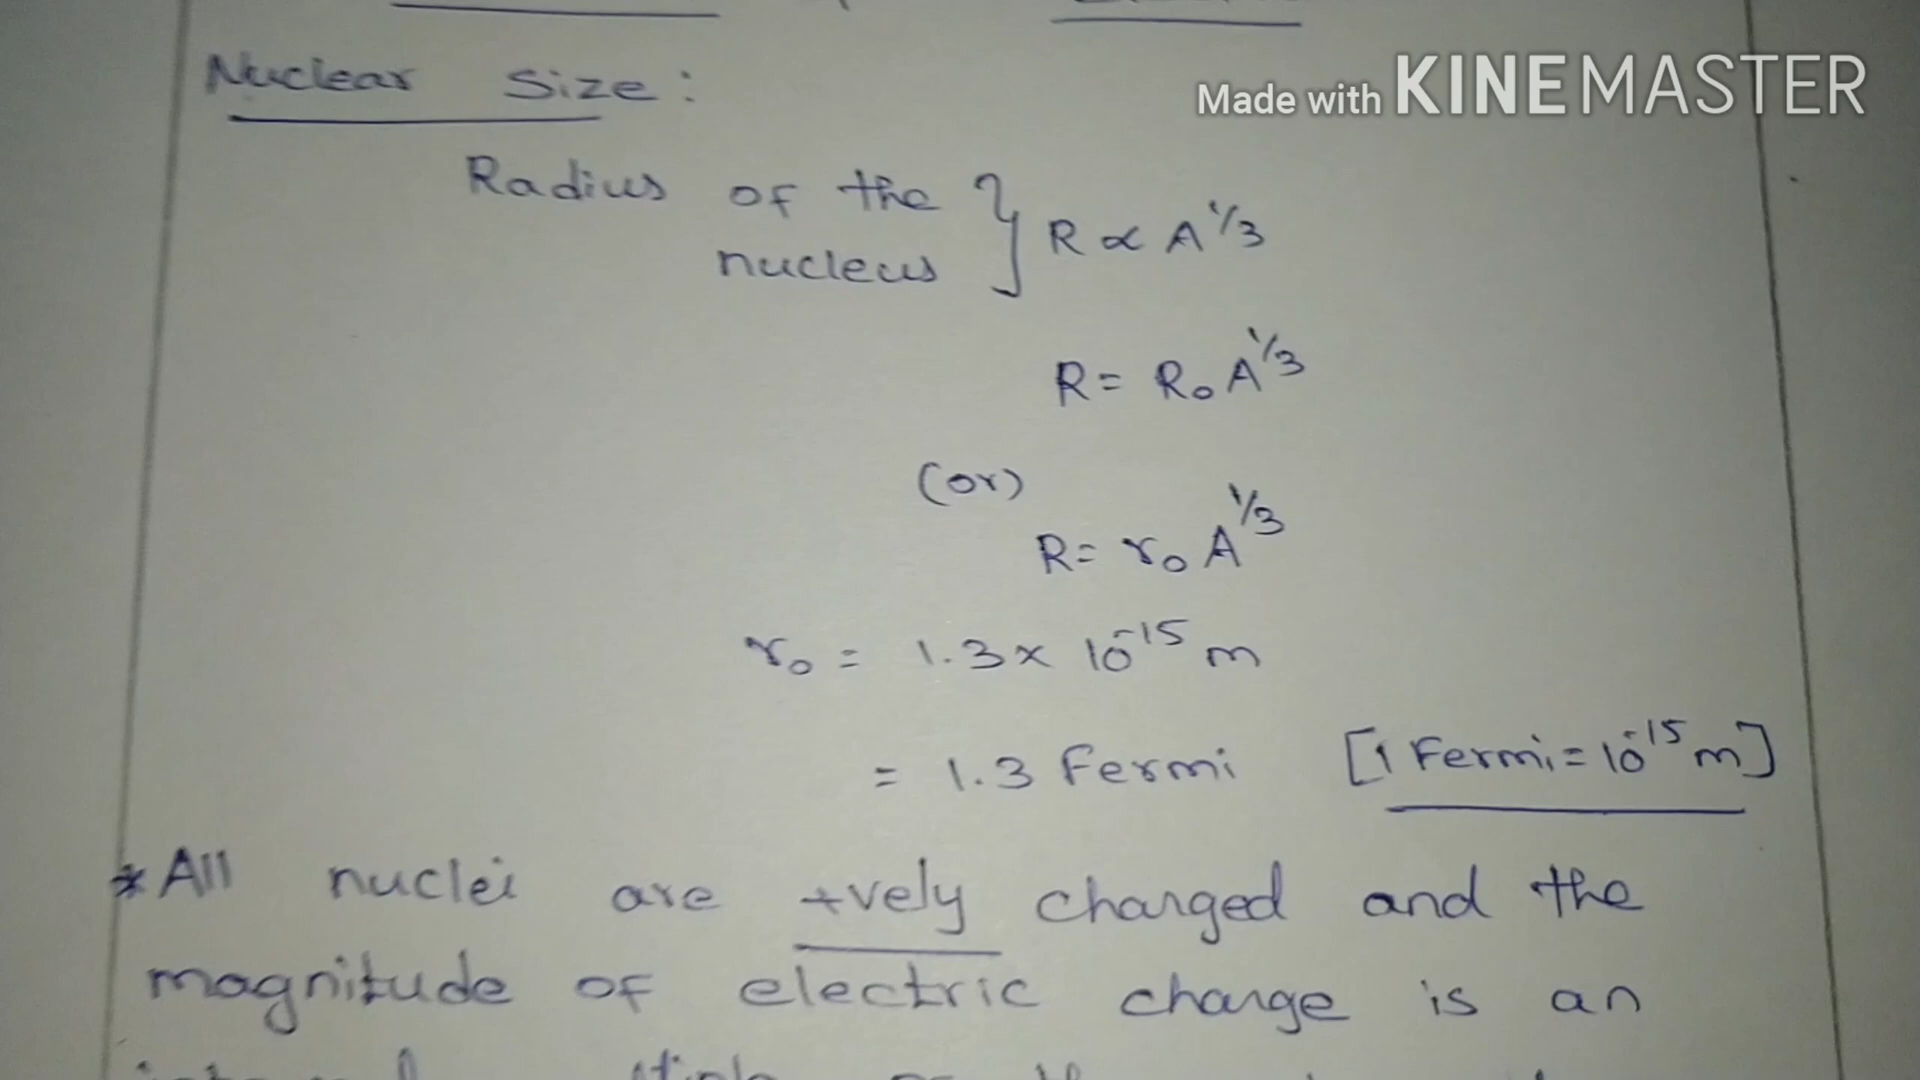 Nuclear Size:
Made with KINEMASTER
Radius of the nucleus } R ∝ A^1/3
R = R₀ A^1/3
(or)
R = r₀ A^1/3
r₀ = 1.3 × 10^-15 m
= 1.3 Fermi [1 Fermi = 10^-15 m]
* All nuclei are +vely charged and the
magnitude of electric charge is an